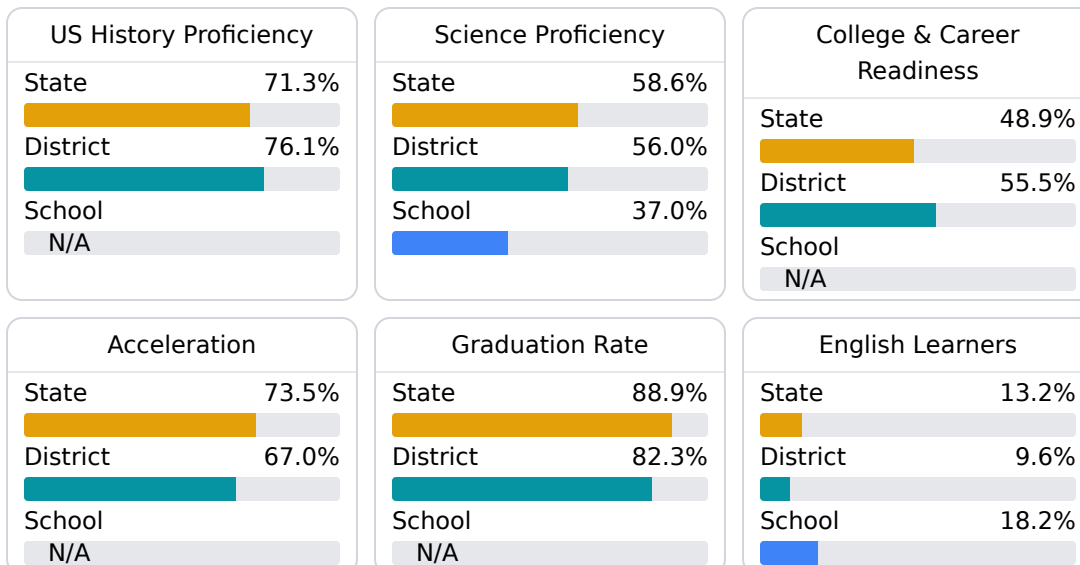 US History Proficiency
State 71.3%
District 76.1%
School
N/A
Science Proficiency
State 58.6%
District 56.0%
School 37.0%
College & Career
Readiness
State 48.9%
District 55.5%
School
N/A
Acceleration
State 73.5%
District 67.0%
School
N/A
Graduation Rate
State 88.9%
District 82.3%
School
N/A
English Learners
State 13.2%
District 9.6%
School 18.2%